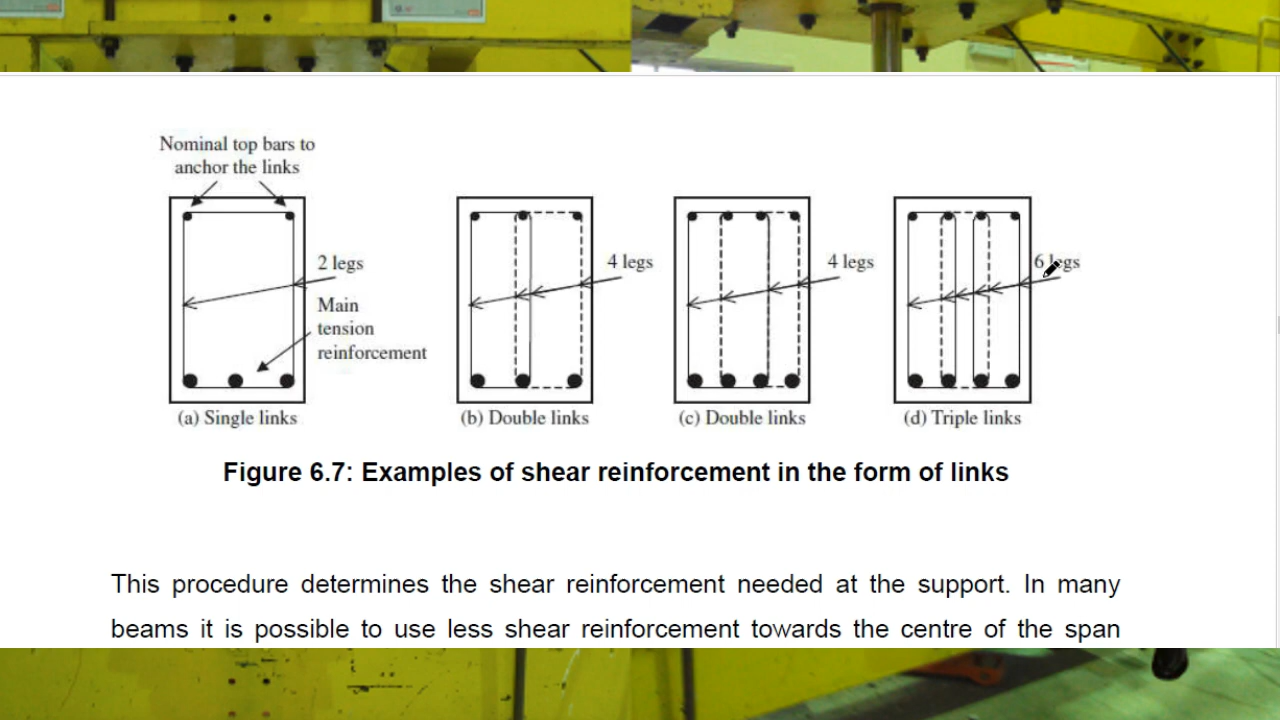 Nominal top bars to
anchor the links
2 legs
Main
tension
reinforcement
(a) Single links
4 legs
(b) Double links
4 legs
(c) Double links
6 legs
(d) Triple links
Figure 6.7: Examples of shear reinforcement in the form of links
This procedure determines the shear reinforcement needed at the support. In many
beams it is possible to use less shear reinforcement towards the centre of the span